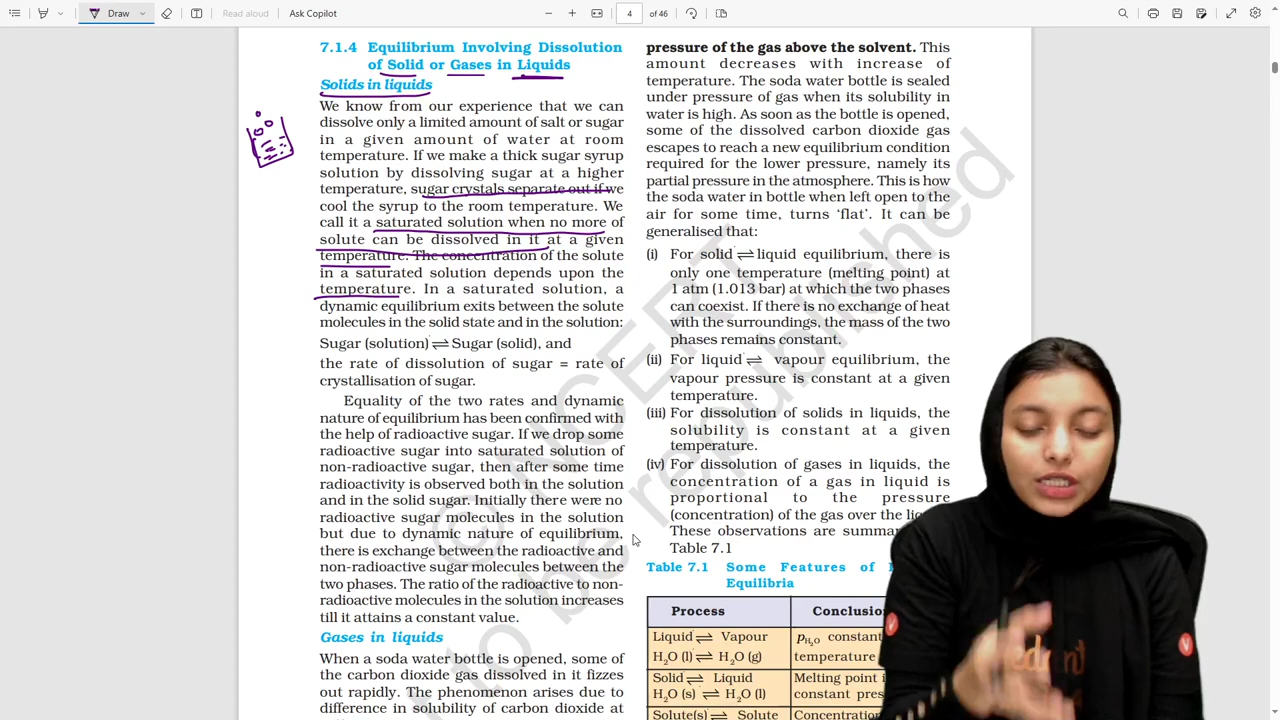 Draw
Read aloud
Ask Copilot
4
of 46
7.1.4 Equilibrium Involving Dissolution
of Solid or Gases in Liquids
Solids in liquids
We know from our experience that we can
dissolve only a limited amount of salt or sugar
in a given amount of water at room
temperature. If we make a thick sugar syrup
solution by dissolving sugar at a higher
temperature, sugar crystals separate out if we
cool the syrup to the room temperature. We
call it a saturated solution when no more of
solute can be dissolved in it at a given
temperature. The concentration of the solute
in a saturated solution depends upon the
temperature. In a saturated solution, a
dynamic equilibrium exits between the solute
molecules in the solid state and in the solution:
Sugar (solution) ⇌ Sugar (solid), and
the rate of dissolution of sugar = rate of
crystallisation of sugar.
Equality of the two rates and dynamic
nature of equilibrium has been confirmed with
the help of radioactive sugar. If we drop some
radioactive sugar into saturated solution of
non-radioactive sugar, then after some time
radioactivity is observed both in the solution
and in the solid sugar. Initially there were no
radioactive sugar molecules in the solution
but due to dynamic nature of equilibrium,
there is exchange between the radioactive and
non-radioactive sugar molecules between the
two phases. The ratio of the radioactive to non-
radioactive molecules in the solution increases
till it attains a constant value.
Gases in liquids
When a soda water bottle is opened, some of
the carbon dioxide gas dissolved in it fizzes
out rapidly. The phenomenon arises due to
difference in solubility of carbon dioxide at
pressure of the gas above the solvent. This
amount decreases with increase of
temperature. The soda water bottle is sealed
under pressure of gas when its solubility in
water is high. As soon as the bottle is opened,
some of the dissolved carbon dioxide gas
escapes to reach a new equilibrium condition
required for the lower pressure, namely its
partial pressure in the atmosphere. This is how
the soda water in bottle when left open to the
air for some time, turns ‘flat’. It can be
generalised that:
(i) For solid ⇌ liquid equilibrium, there is
only one temperature (melting point) at
1 atm (1.013 bar) at which the two phases
can coexist. If there is no exchange of heat
with the surroundings, the mass of the two
phases remains constant.
(ii) For liquid ⇌ vapour equilibrium, the
vapour pressure is constant at a given
temperature.
(iii) For dissolution of solids in liquids, the
solubility is constant at a given
temperature.
(iv) For dissolution of gases in liquids, the
concentration of a gas in liquid is
proportional to the pressure
(concentration) of the gas over the
These observations are
Table 7.1
Table 7.1 Some Features of
Equilibria
Process
Liquid ⇌ Vapour
H₂O (l) ⇌ H₂O (g)
constant
temperature
Solid ⇌ Liquid
H₂O (s) ⇌ H₂O (l)
Melting point
constant
Solute(s) ⇌ Solute
© NCERT
to be republished